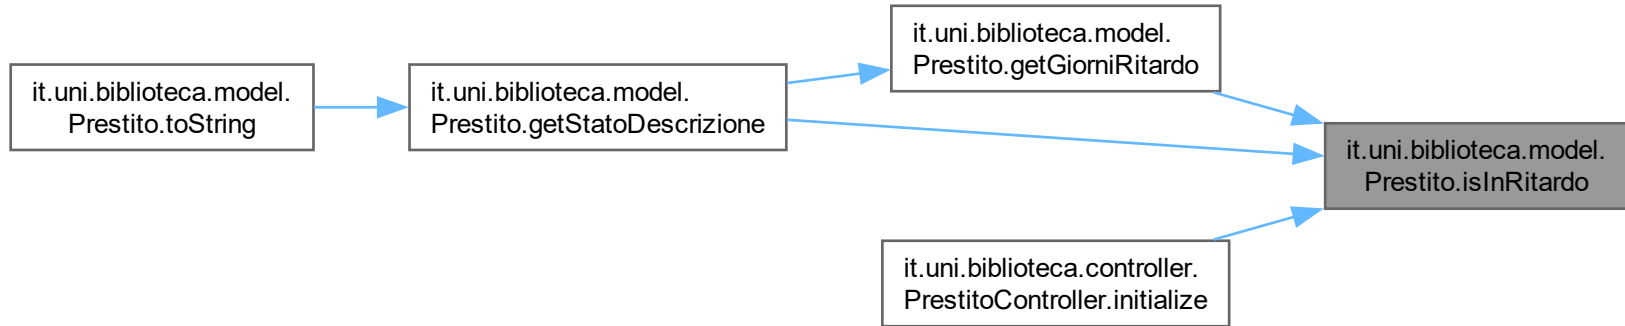 it.uni.biblioteca.model.
Prestito.toString
it.uni.biblioteca.model.
Prestito.getStatoDescrizione
it.uni.biblioteca.model.
Prestito.getGiorniRitardo
it.uni.biblioteca.model.
Prestito.isInRitardo
it.uni.biblioteca.controller.
PrestitoController.initialize